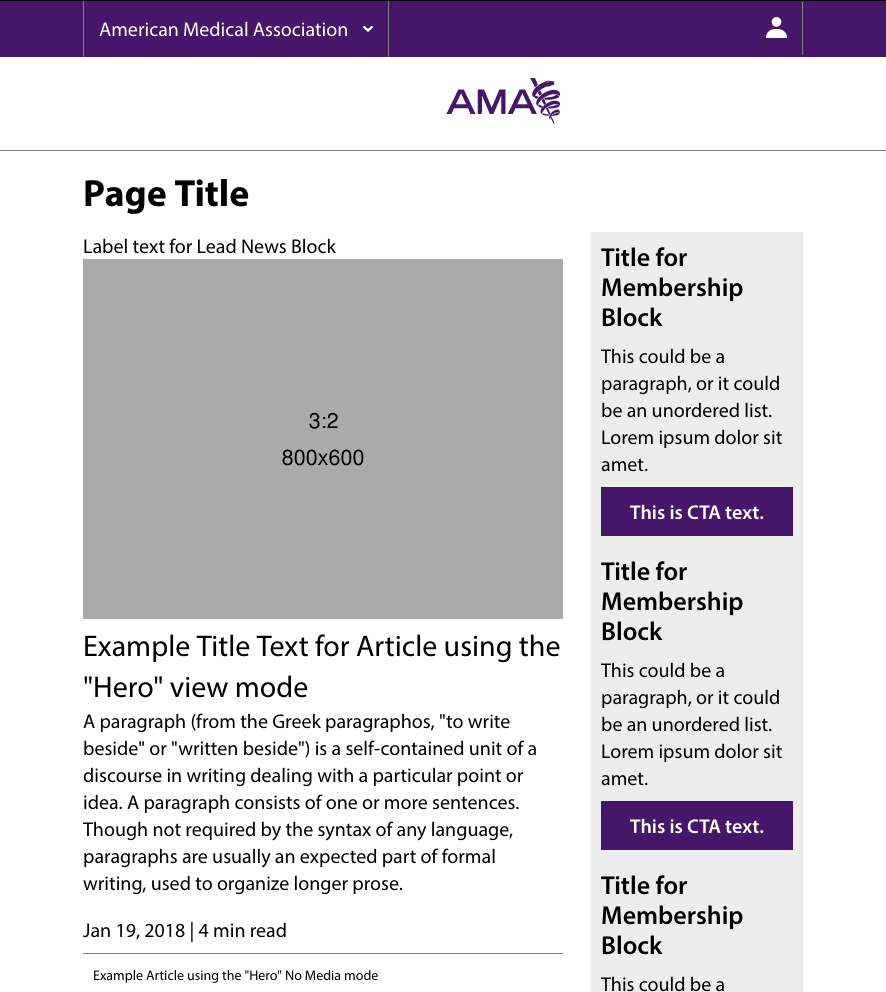 American Medical Association
AMA
Page Title
Label text for Lead News Block
3:2
800x600
Example Title Text for Article using the
"Hero" view mode
A paragraph (from the Greek paragraphos, "to write
beside" or "written beside") is a self-contained unit of a
discourse in writing dealing with a particular point or
idea. A paragraph consists of one or more sentences.
Though not required by the syntax of any language,
paragraphs are usually an expected part of formal
writing, used to organize longer prose.
Jan 19, 2018 | 4 min read
Example Article using the "Hero" No Media mode
Title for
Membership
Block
This could be a
paragraph, or it could
be an unordered list.
Lorem ipsum dolor sit
amet.
This is CTA text.
Title for
Membership
Block
This could be a
paragraph, or it could
be an unordered list.
Lorem ipsum dolor sit
amet.
This is CTA text.
Title for
Membership
Block
This could be a